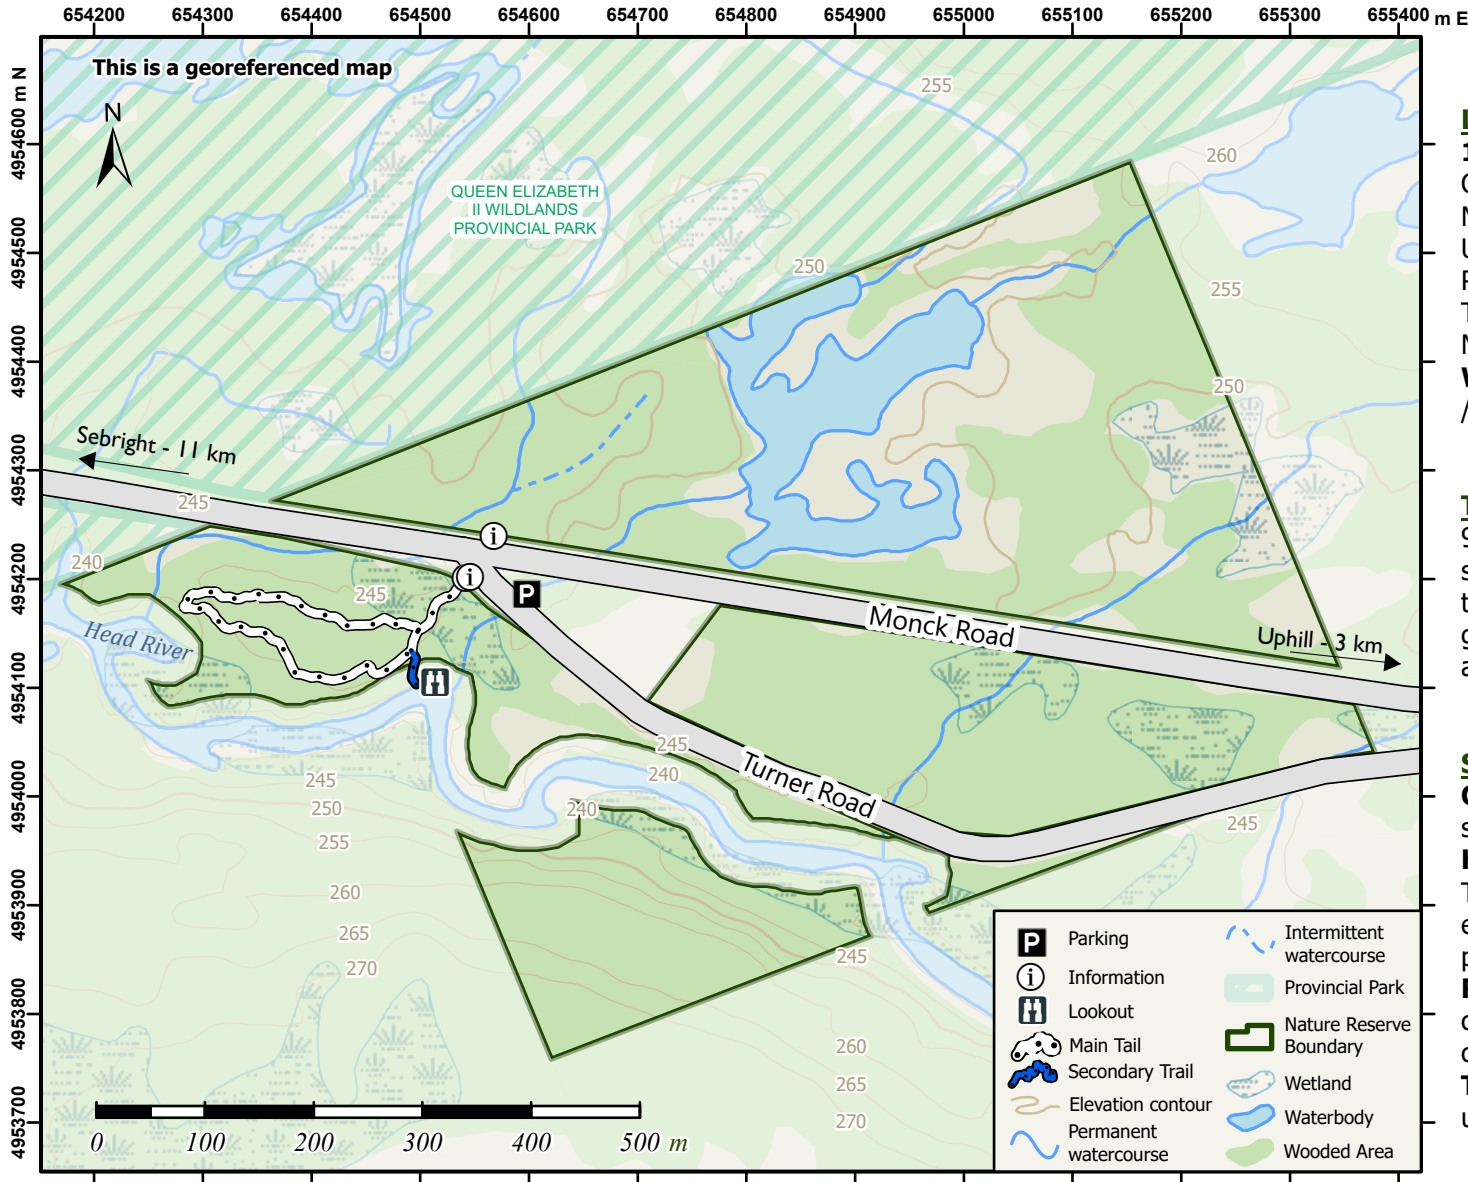 654200 654300 654400 654500 654600 654700 654800 654900 655000 655100 655200 655300 655400 m E
This is a georeferenced map
N
4954600 m N
4954500
4954400
4954300
4954200
4954100
4954000
4953900
4953800
4953700
255
260
QUEEN ELIZABETH
II WILDLANDS
PROVINCIAL PARK
250
255
250
Sebright - 11 km
245
i
240
i
245
P
Monck Road
Uphill - 3 km
Head River
245
240
Turner Road
245
250
240
245
255
260
265
270
245
260
265
270
0 100 200 300 400 500 m
P Parking
i Information
Lookout
Main Tail
Secondary Trail
Elevation contour
Permanent
watercourse
Intermittent
watercourse
Provincial Park
Nature Reserve
Boundary
Wetland
Waterbody
Wooded Area